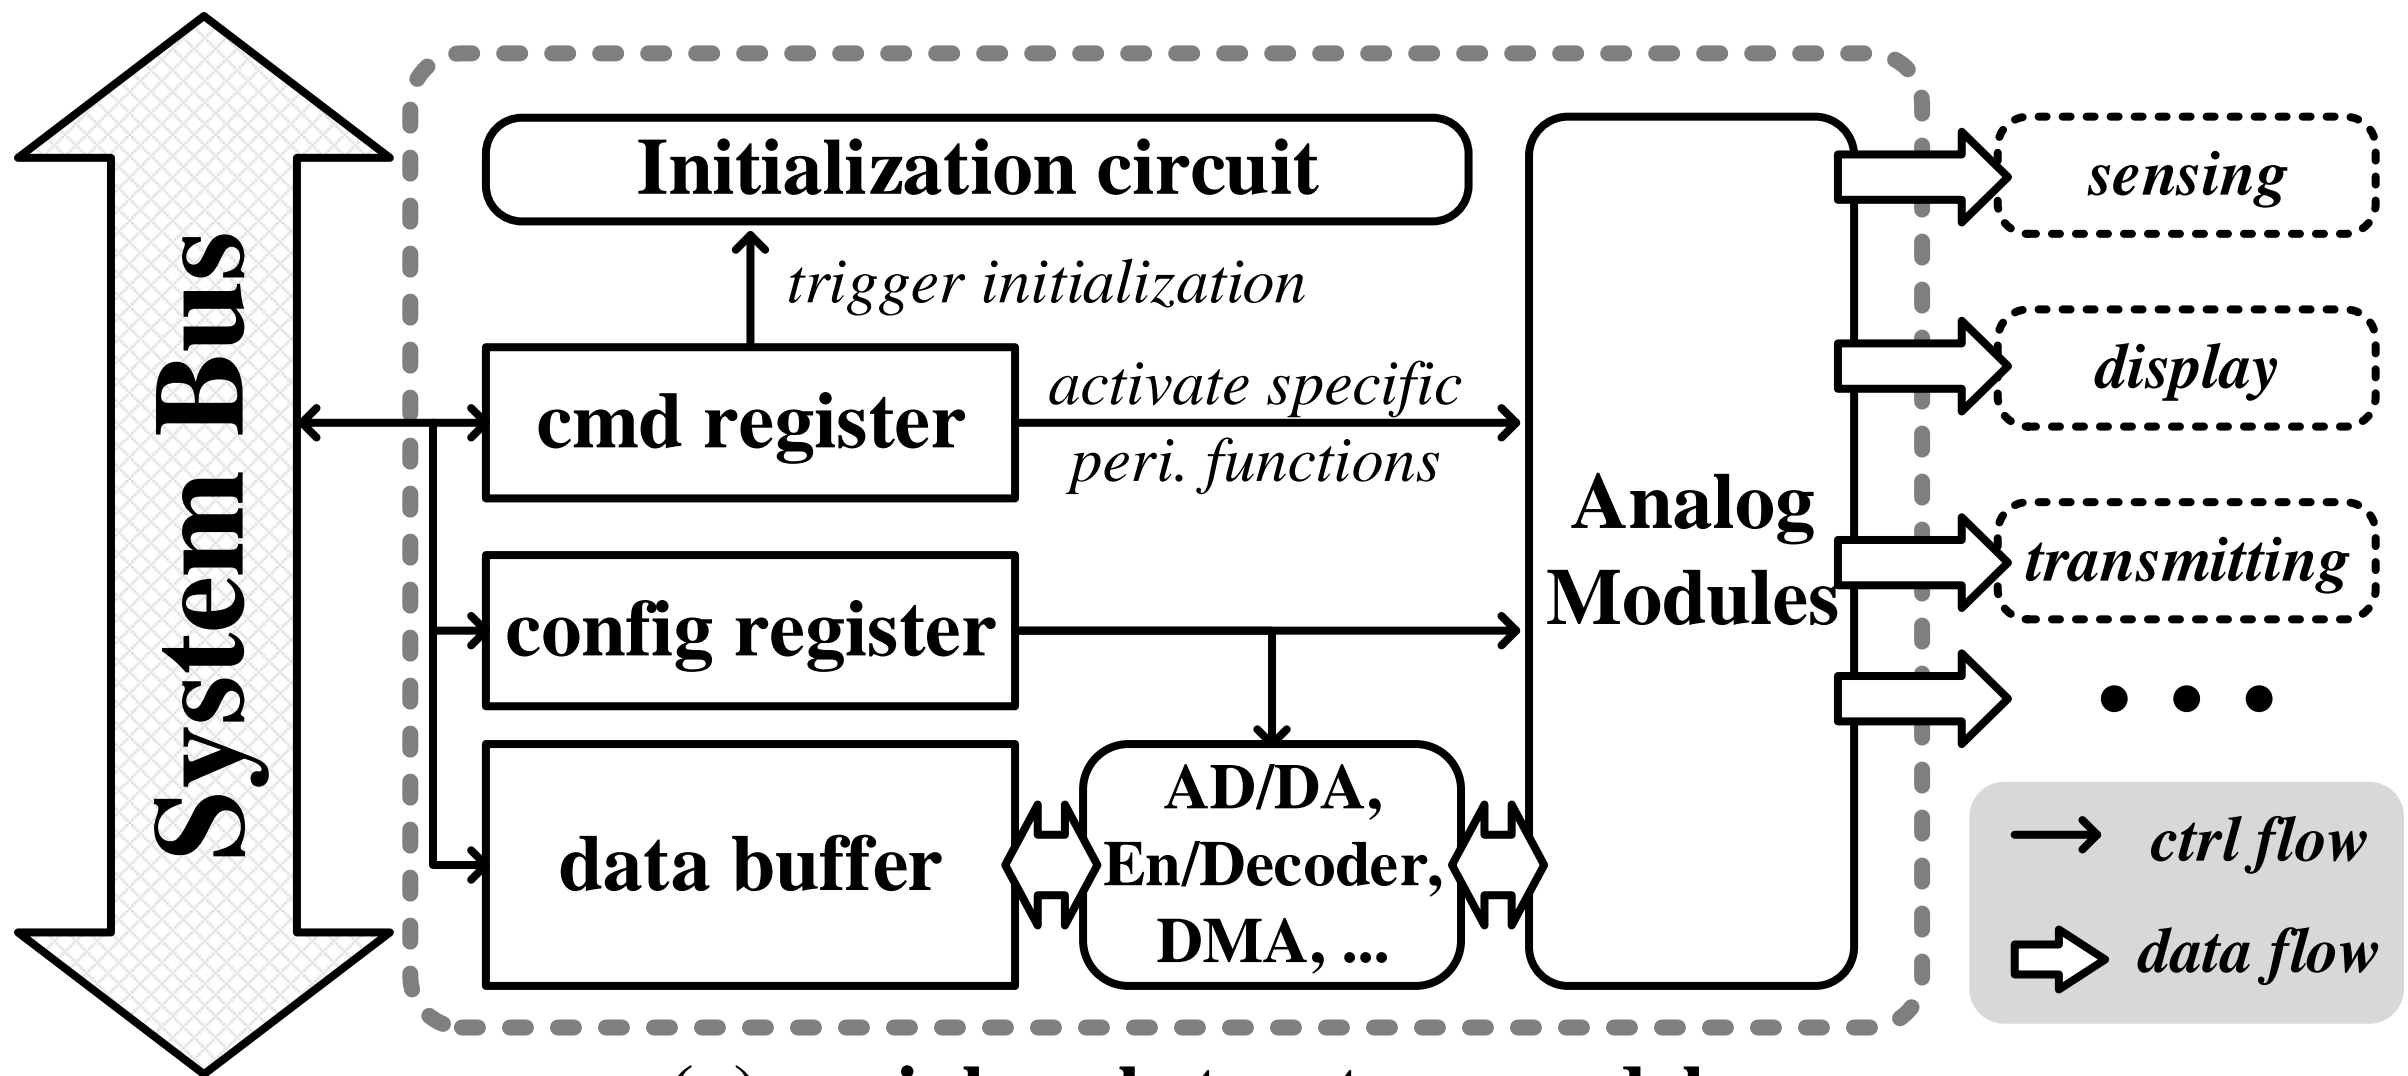 System Bus
Initialization circuit
trigger initialization
cmd register
activate specific
peri. functions
config register
data buffer
AD/DA,
En/Decoder,
DMA, ...
Analog
Modules
sensing
display
transmitting
• • •
ctrl flow
data flow